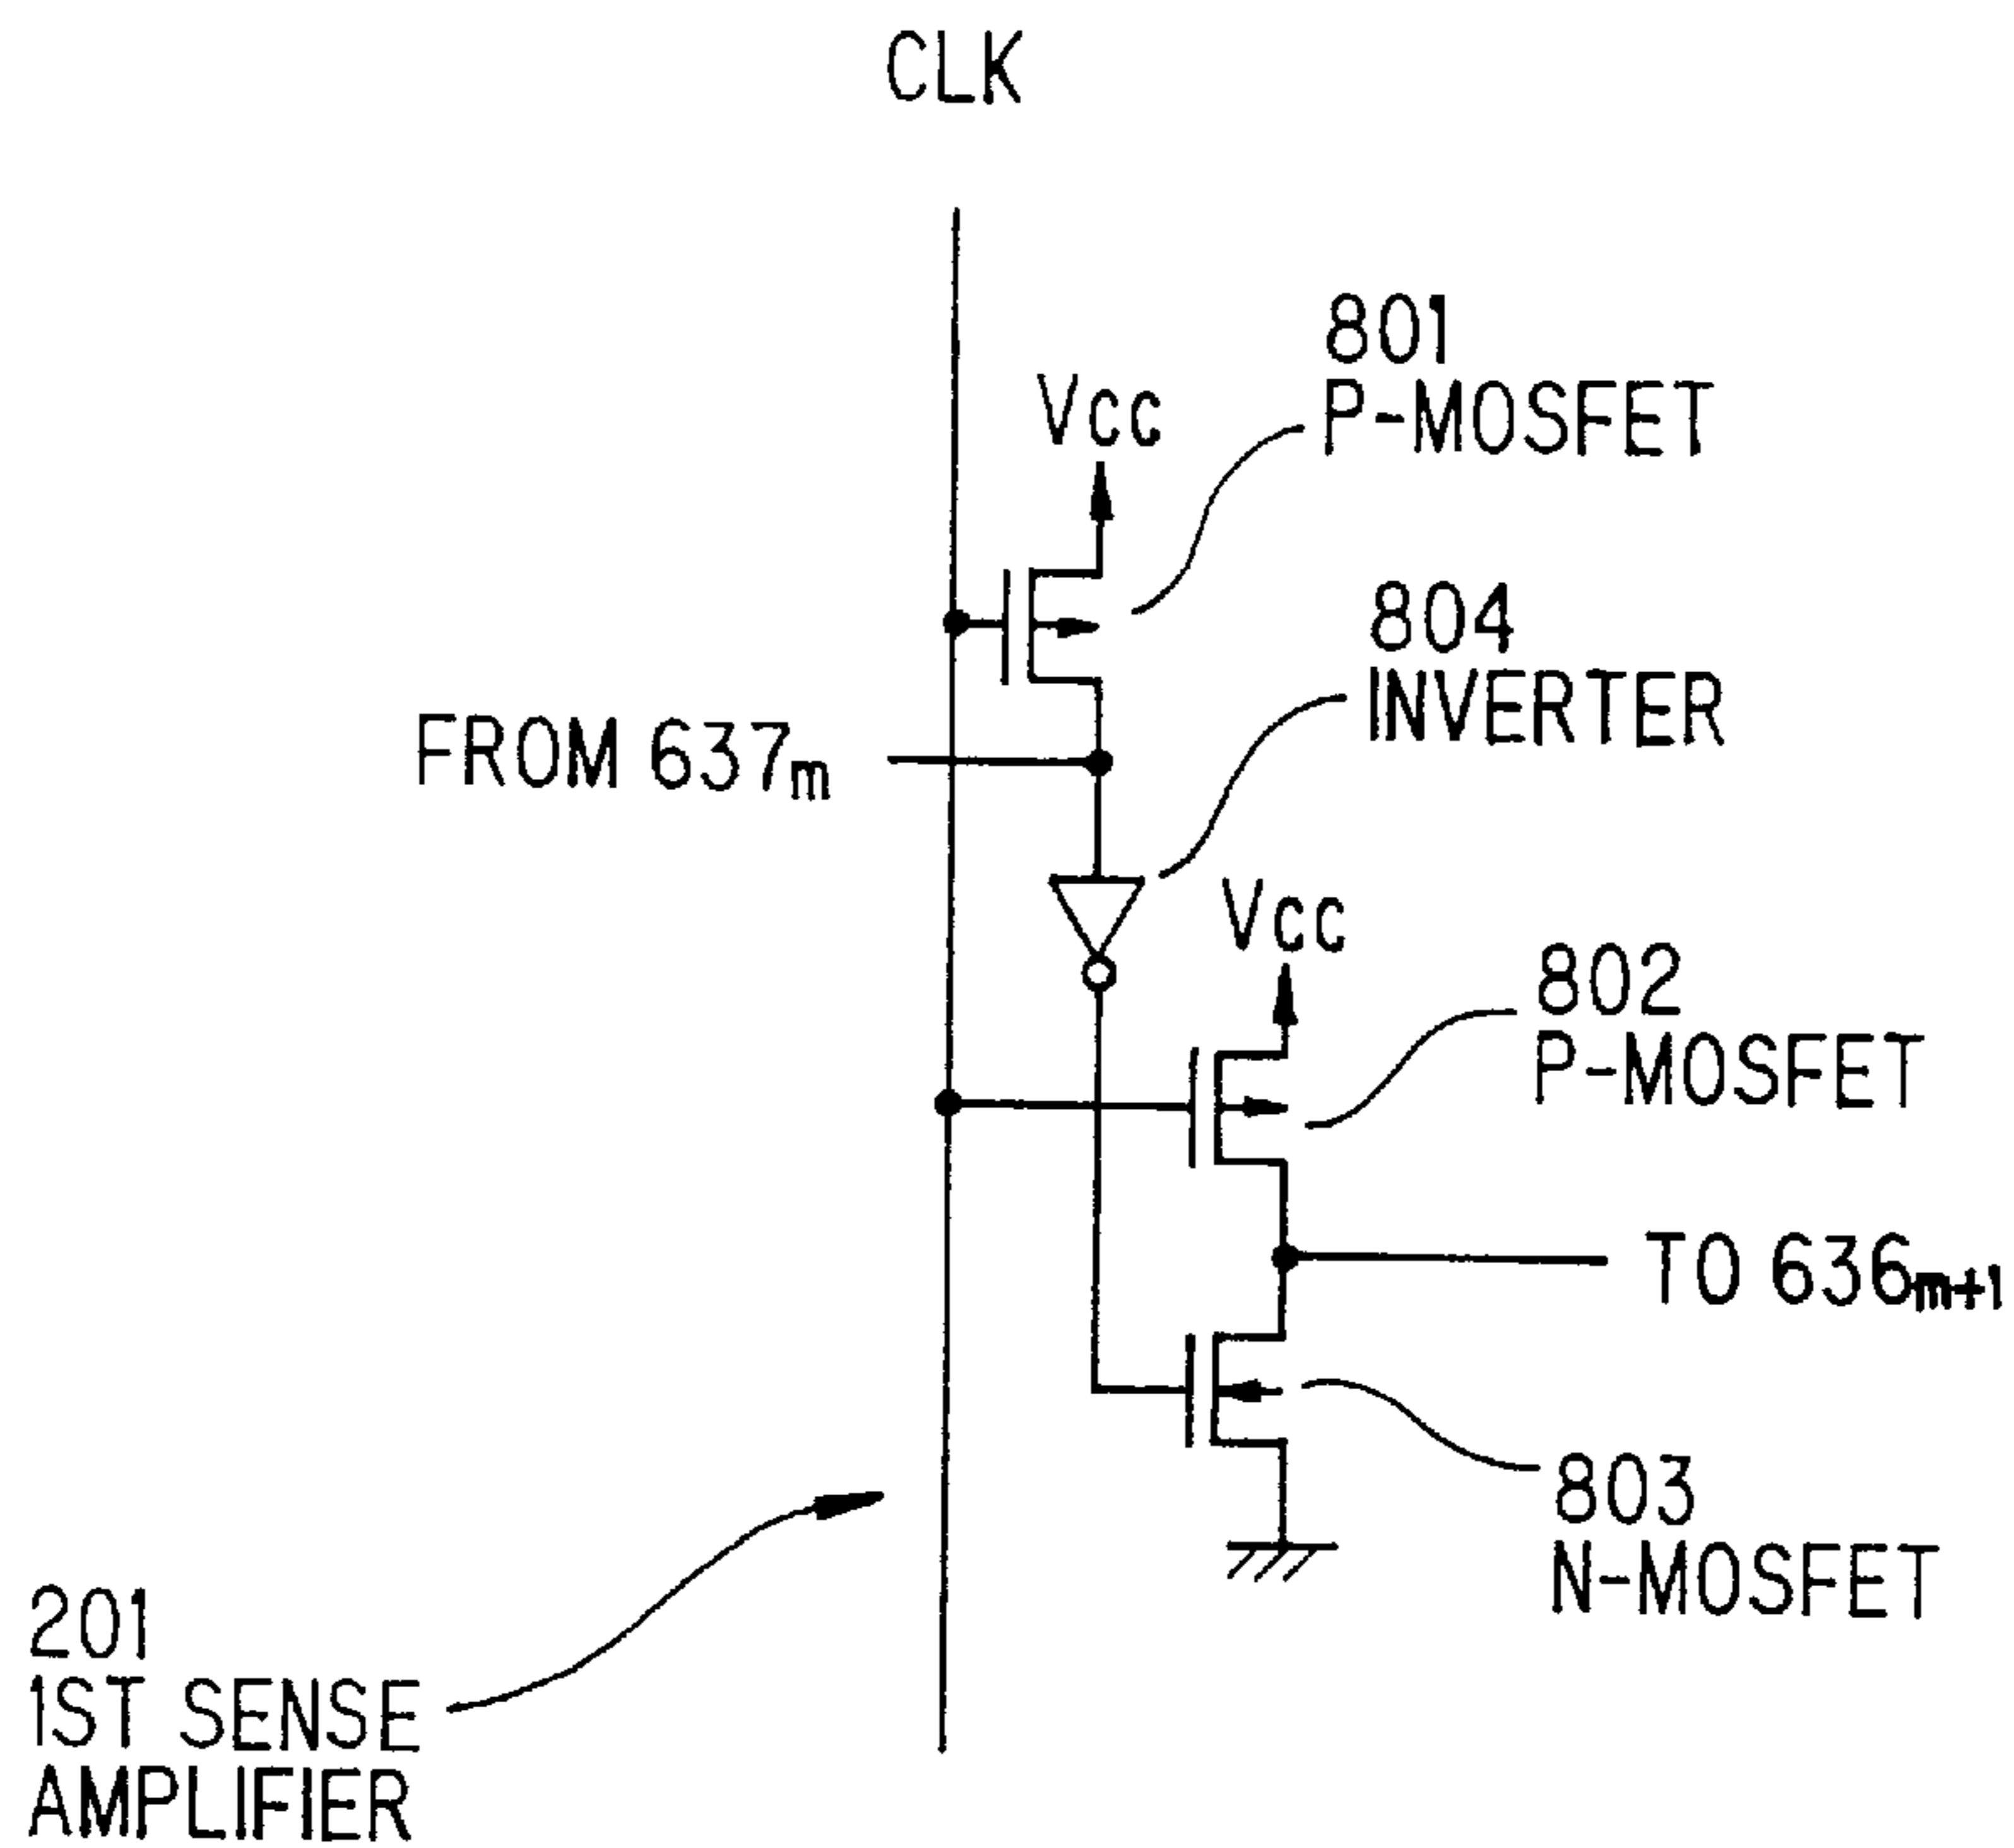 CLK
801
P-MOSFET
Vcc
804
INVERTER
FROM 637m
Vcc
802
P-MOSFET
TO 636m+1
803
N-MOSFET
201
1ST SENSE
AMPLIFIER